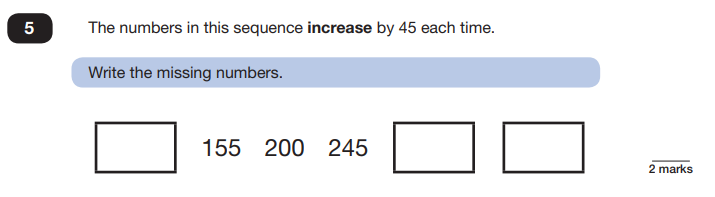 5 The numbers in this sequence increase by 45 each time.
Write the missing numbers.
155 200 245
2 marks